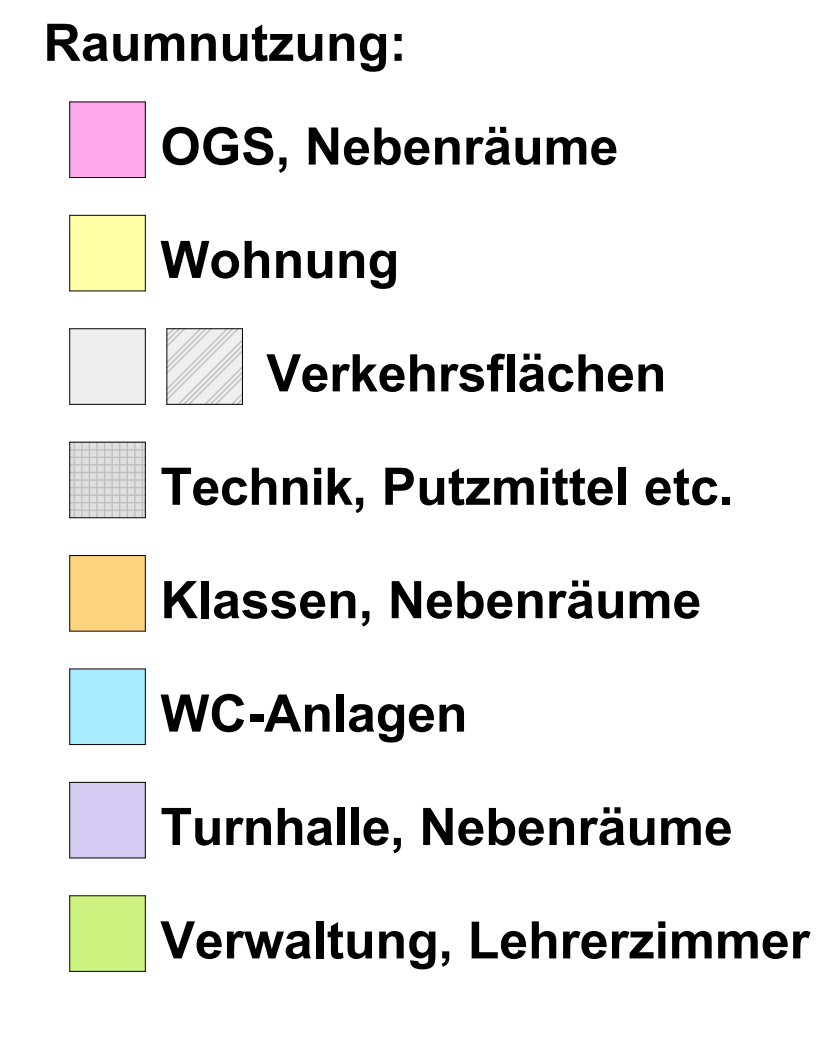 Raumnutzung:
OGS, Nebenräume
Wohnung
Verkehrsflächen
Technik, Putzmittel etc.
Klassen, Nebenräume
WC-Anlagen
Turnhalle, Nebenräume
Verwaltung, Lehrerzimmer